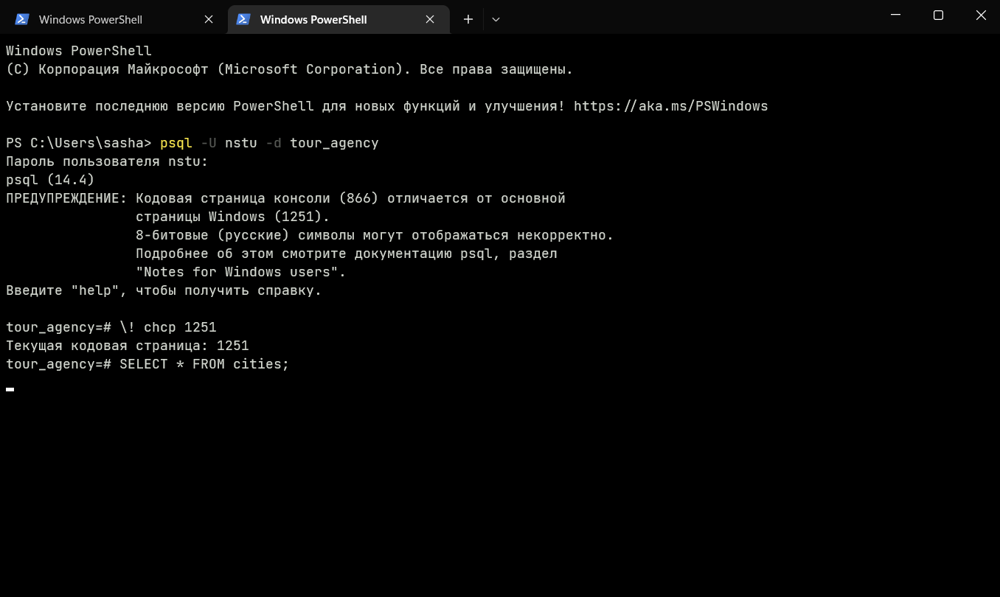 Windows PowerShell
Windows PowerShell
Windows PowerShell
(C) Корпорация Майкрософт (Microsoft Corporation). Все права защищены.
Установите последнюю версию PowerShell для новых функций и улучшения! https://aka.ms/PSWindows
PS C:\Users\sasha> psql -U nstu -d tour_agency
Пароль пользователя nstu:
psql (14.4)
ПРЕДУПРЕЖДЕНИЕ: Кодовая страница консоли (866) отличается от основной
страницы Windows (1251).
8-битовые (русские) символы могут отображаться некорректно.
Подробнее об этом смотрите документацию psql, раздел
"Notes for Windows users".
Введите "help", чтобы получить справку.
tour_agency=# \! chcp 1251
Текущая кодовая страница: 1251
tour_agency=# SELECT * FROM cities;